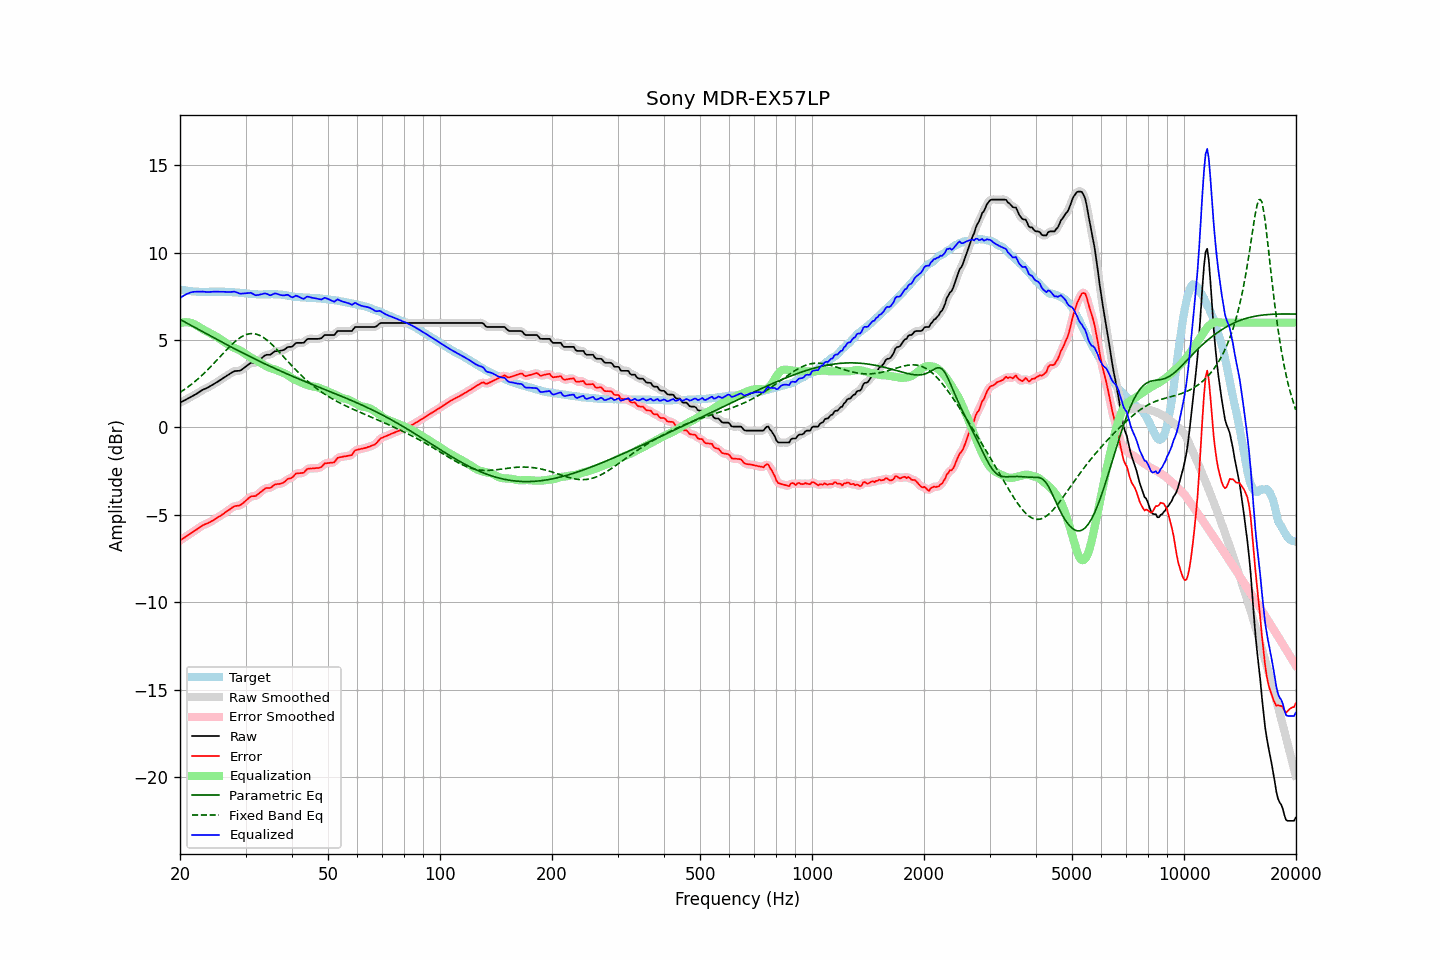 Sony MDR-EX57LP
Amplitude (dBr)
15
10
5
0
−5
−10
−15
−20
Target
Raw Smoothed
Error Smoothed
Raw
Error
Equalization
Parametric Eq
Fixed Band Eq
Equalized
20 50 100 200 500 1000 2000 5000 10000 20000
Frequency (Hz)